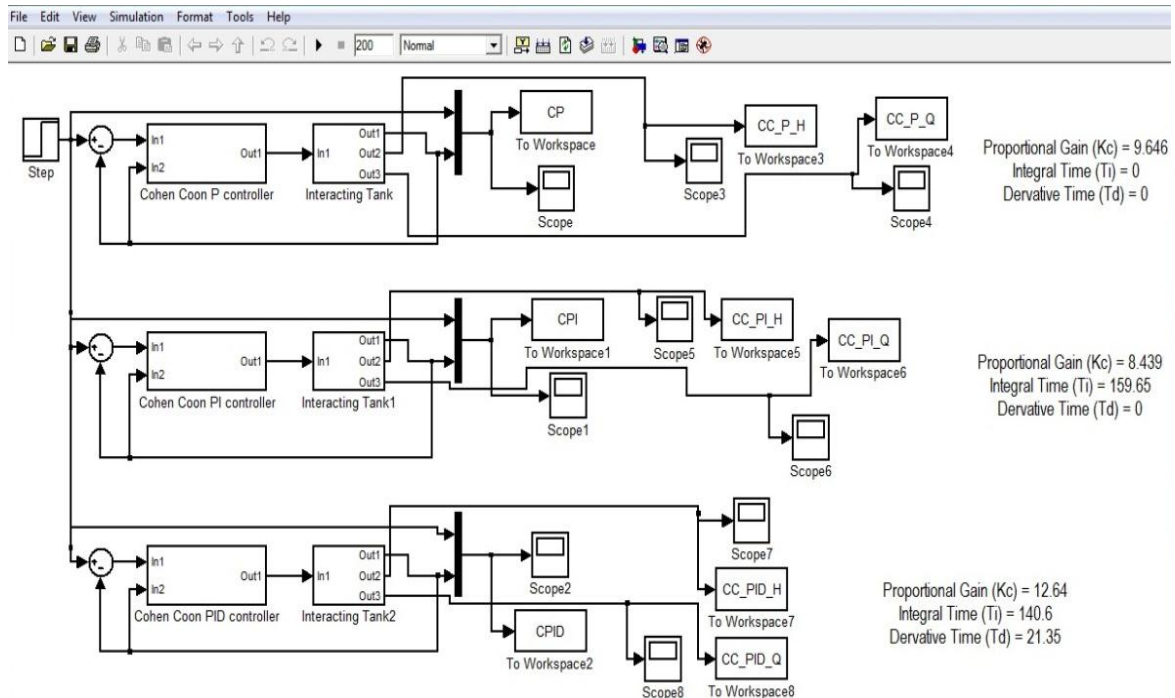 File Edit View Simulation Format Tools Help
200 Normal
Step
In1
In2
Out1
Cohen Coon P controller
In1
Out1
Out2
Out3
Interacting Tank
CP
To Workspace
Scope
Scope3
CC_P_H
To Workspace3
CC_P_Q
To Workspace4
Scope4
Proportional Gain (Kc) = 9.646
Integral Time (Ti) = 0
Dervative Time (Td) = 0
In1
In2
Out1
Cohen Coon PI controller
In1
Out1
Out2
Out3
Interacting Tank1
CPI
To Workspace1
Scope1
Scope5
CC_PI_H
To Workspace5
CC_PI_Q
To Workspace6
Scope6
Proportional Gain (Kc) = 8.439
Integral Time (Ti) = 159.65
Dervative Time (Td) = 0
In1
In2
Out1
Cohen Coon PID controller
In1
Out1
Out2
Out3
Interacting Tank2
Scope2
CPID
To Workspace2
Scope7
CC_PID_H
To Workspace7
Scope8
CC_PID_Q
To Workspace8
Proportional Gain (Kc) = 12.64
Integral Time (Ti) = 140.6
Dervative Time (Td) = 21.35